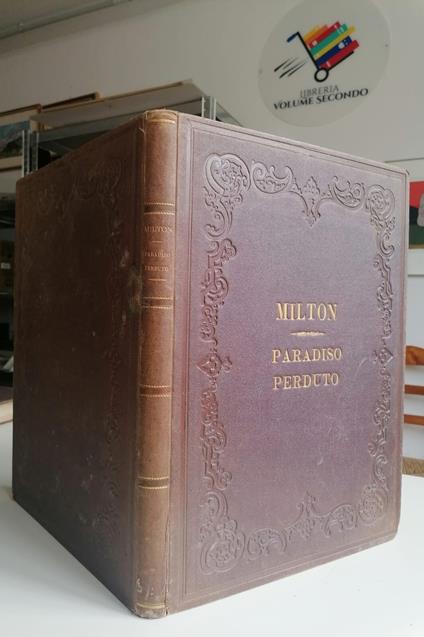 LIBRERIA
VOLUME SECONDO
MILTON
PARADISO
PERDUTO
MILTON
PARADISO
PERDUTO